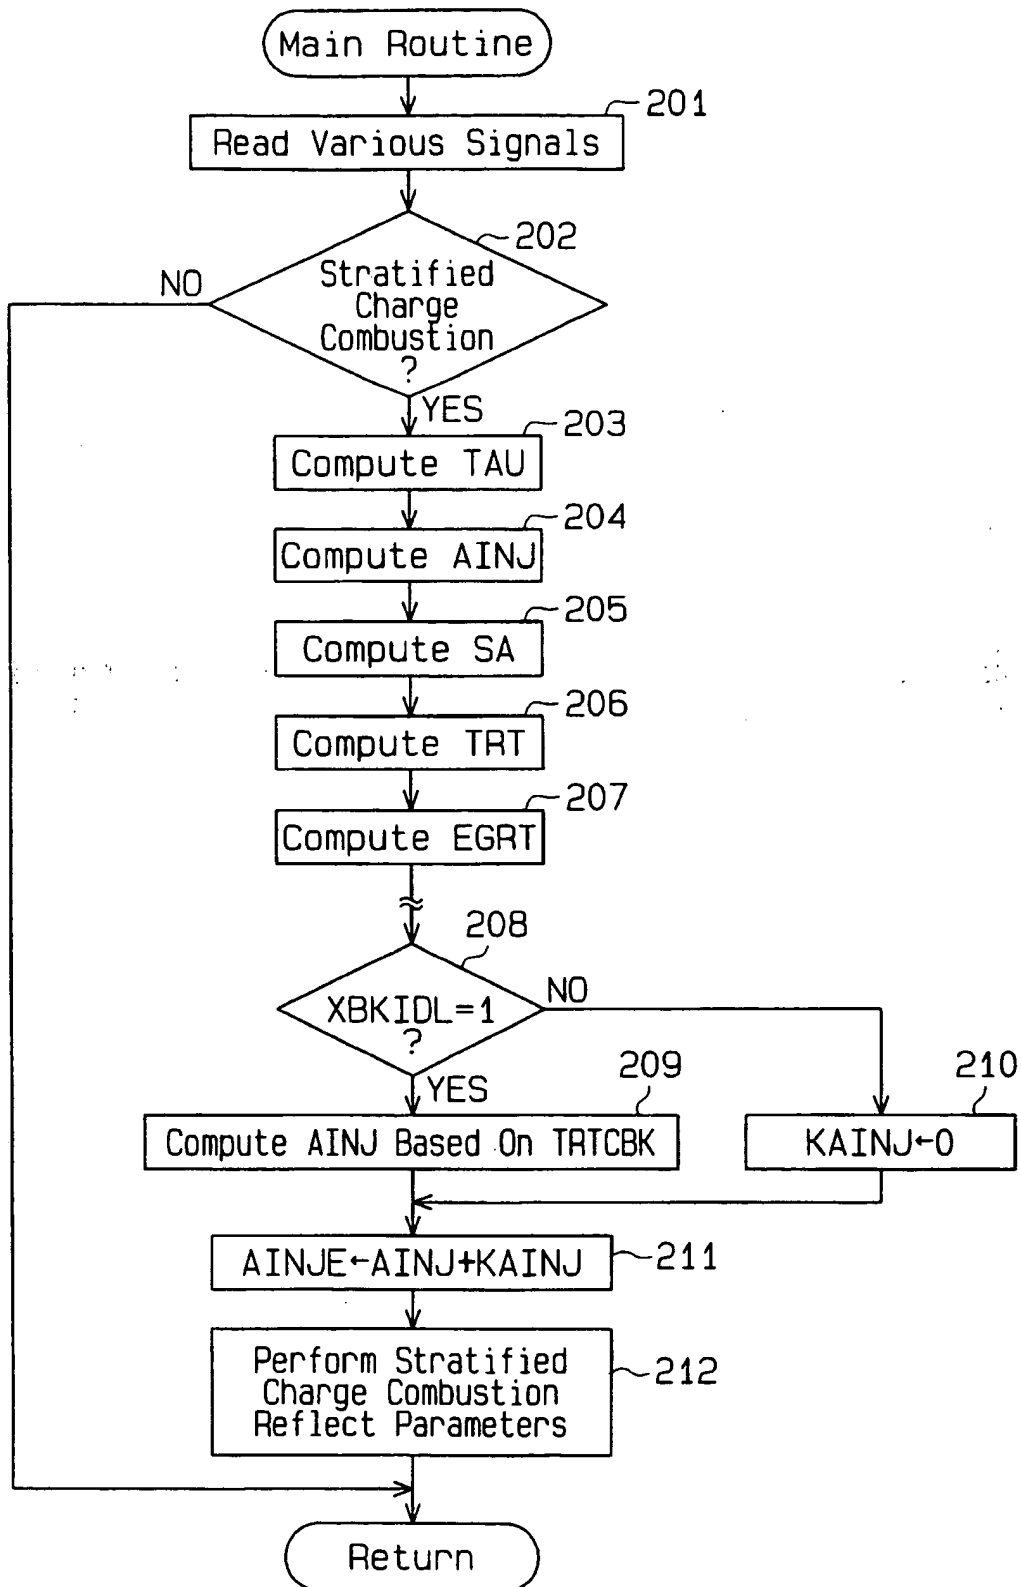 Main Routine
201
Read Various Signals
202
NO
Stratified
Charge
Combustion
?
YES
203
Compute TAU
204
Compute AINJ
205
Compute SA
206
Compute TRT
207
Compute EGRT
208
XBKIDL=1
?
NO
YES
209
210
Compute AINJ Based On TRTCBK
KAINJ←0
AINJE←AINJ+KAINJ
211
Perform Stratified
Charge Combustion
Reflect Parameters
212
Return